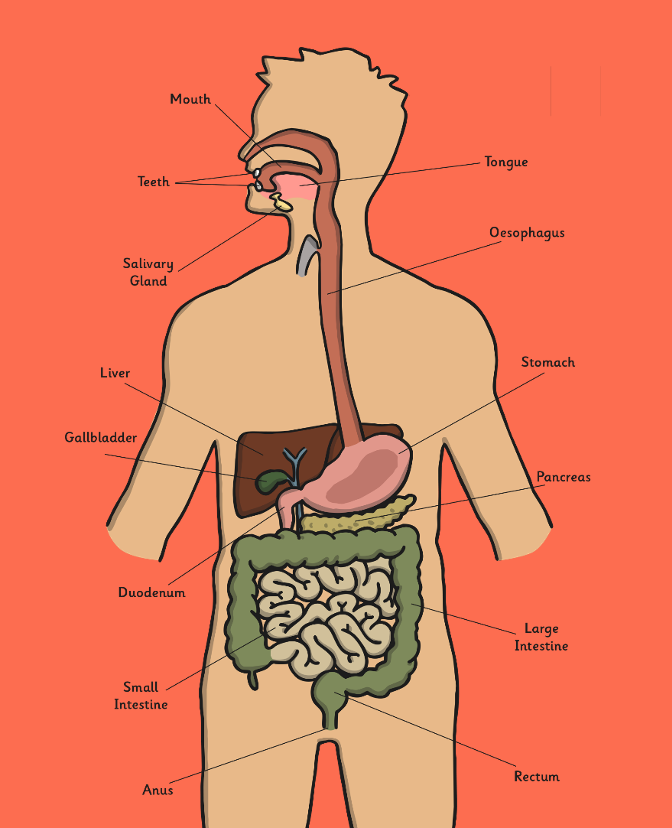 Mouth
Tongue
Teeth
Oesophagus
Salivary
Gland
Stomach
Liver
Gallbladder
Pancreas
Duodenum
Large
Intestine
Small
Intestine
Rectum
Anus